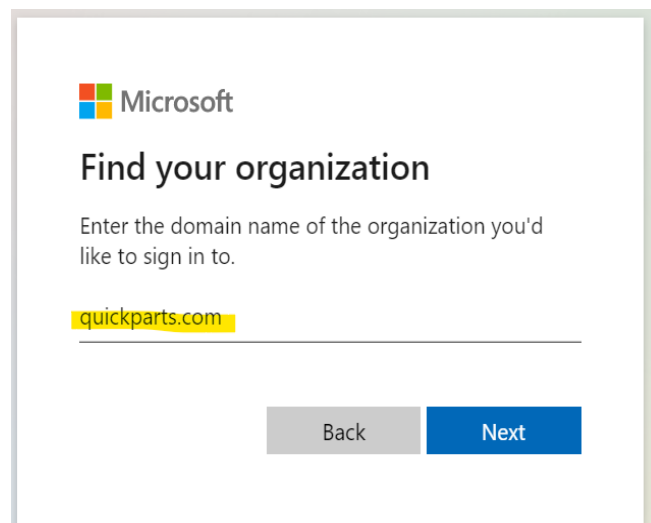 Microsoft
Find your organization
Enter the domain name of the organization you'd
like to sign in to.
quickparts.com
Back
Next